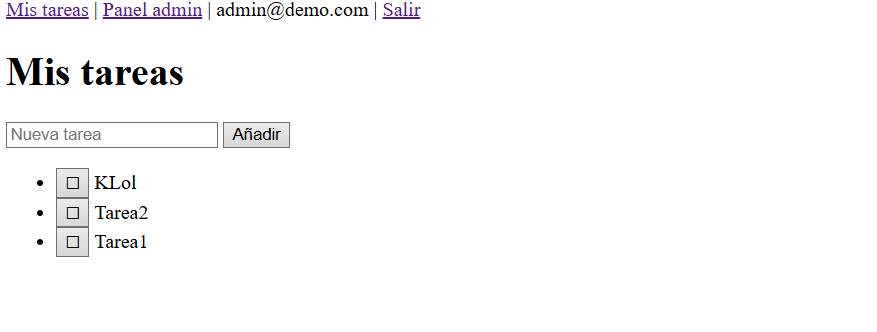 Mis tareas | Panel admin | admin@demo.com | Salir
Mis tareas
Nueva tarea Añadir
KLol
Tarea2
Tarea1